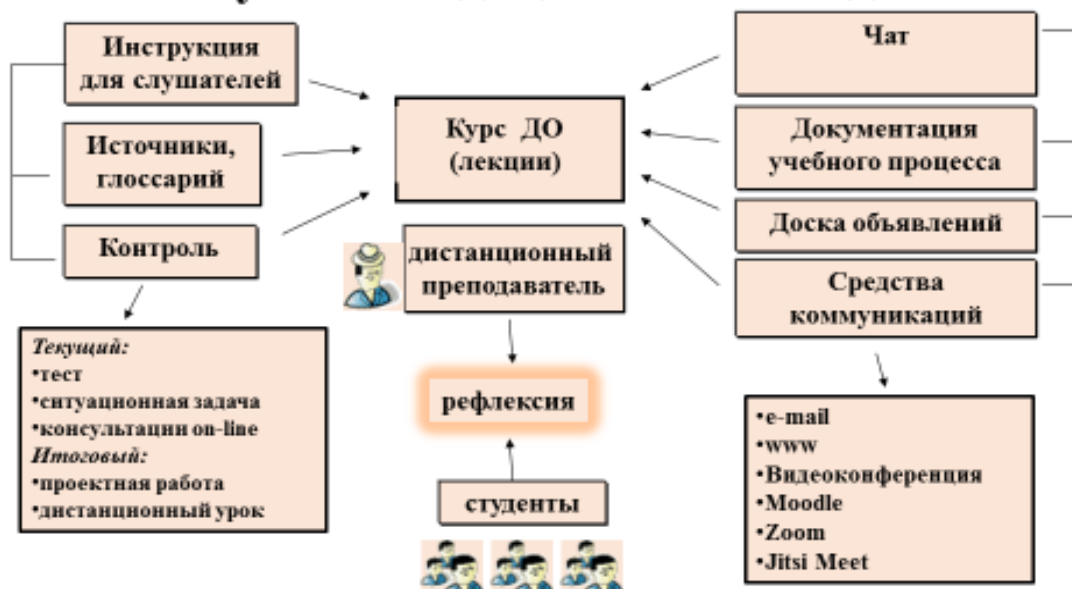 Инструкция
для слушателей
Источники,
глоссарий
Контроль
Текущий:
•тест
•ситуационная задача
•консультации on-line
Итоговый:
•проектная работа
•дистанционный урок
Курс ДО
(лекции)
дистанционный
преподаватель
рефлексия
студенты
Чат
Документация
учебного процесса
Доска объявлений
Средства
коммуникаций
•e-mail
•www
•Видеоконференция
•Moodle
•Zoom
•Jitsi Meet